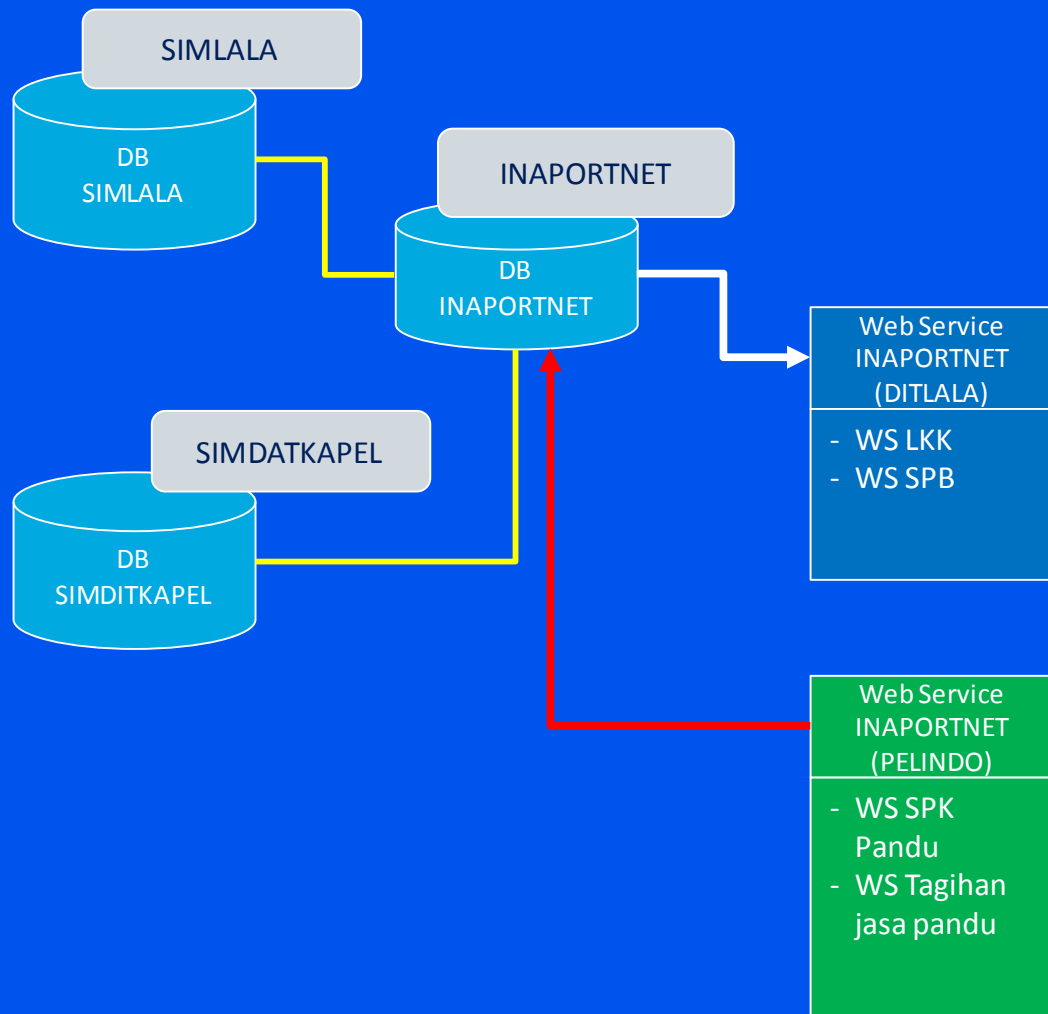 SIMLALA
DB
SIMLALA
INAPORTNET
DB
INAPORTNET
Web Service
INAPORTNET
(DITLALA)
- WS LKK
- WS SPB
SIMDATKAPEL
DB
SIMDITKAPEL
Web Service
INAPORTNET
(PELINDO)
- WS SPK
Pandu
- WS Tagihan
jasa pandu